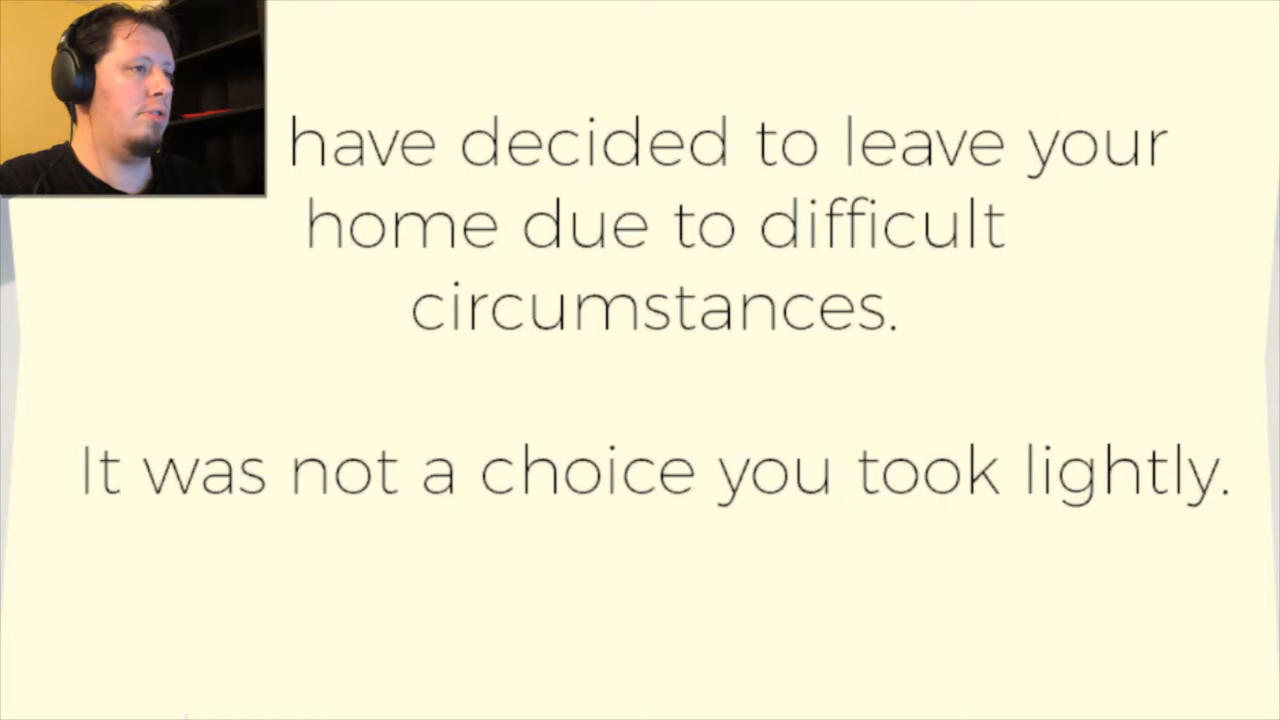 have decided to leave your
home due to difficult
circumstances.
It was not a choice you took lightly.